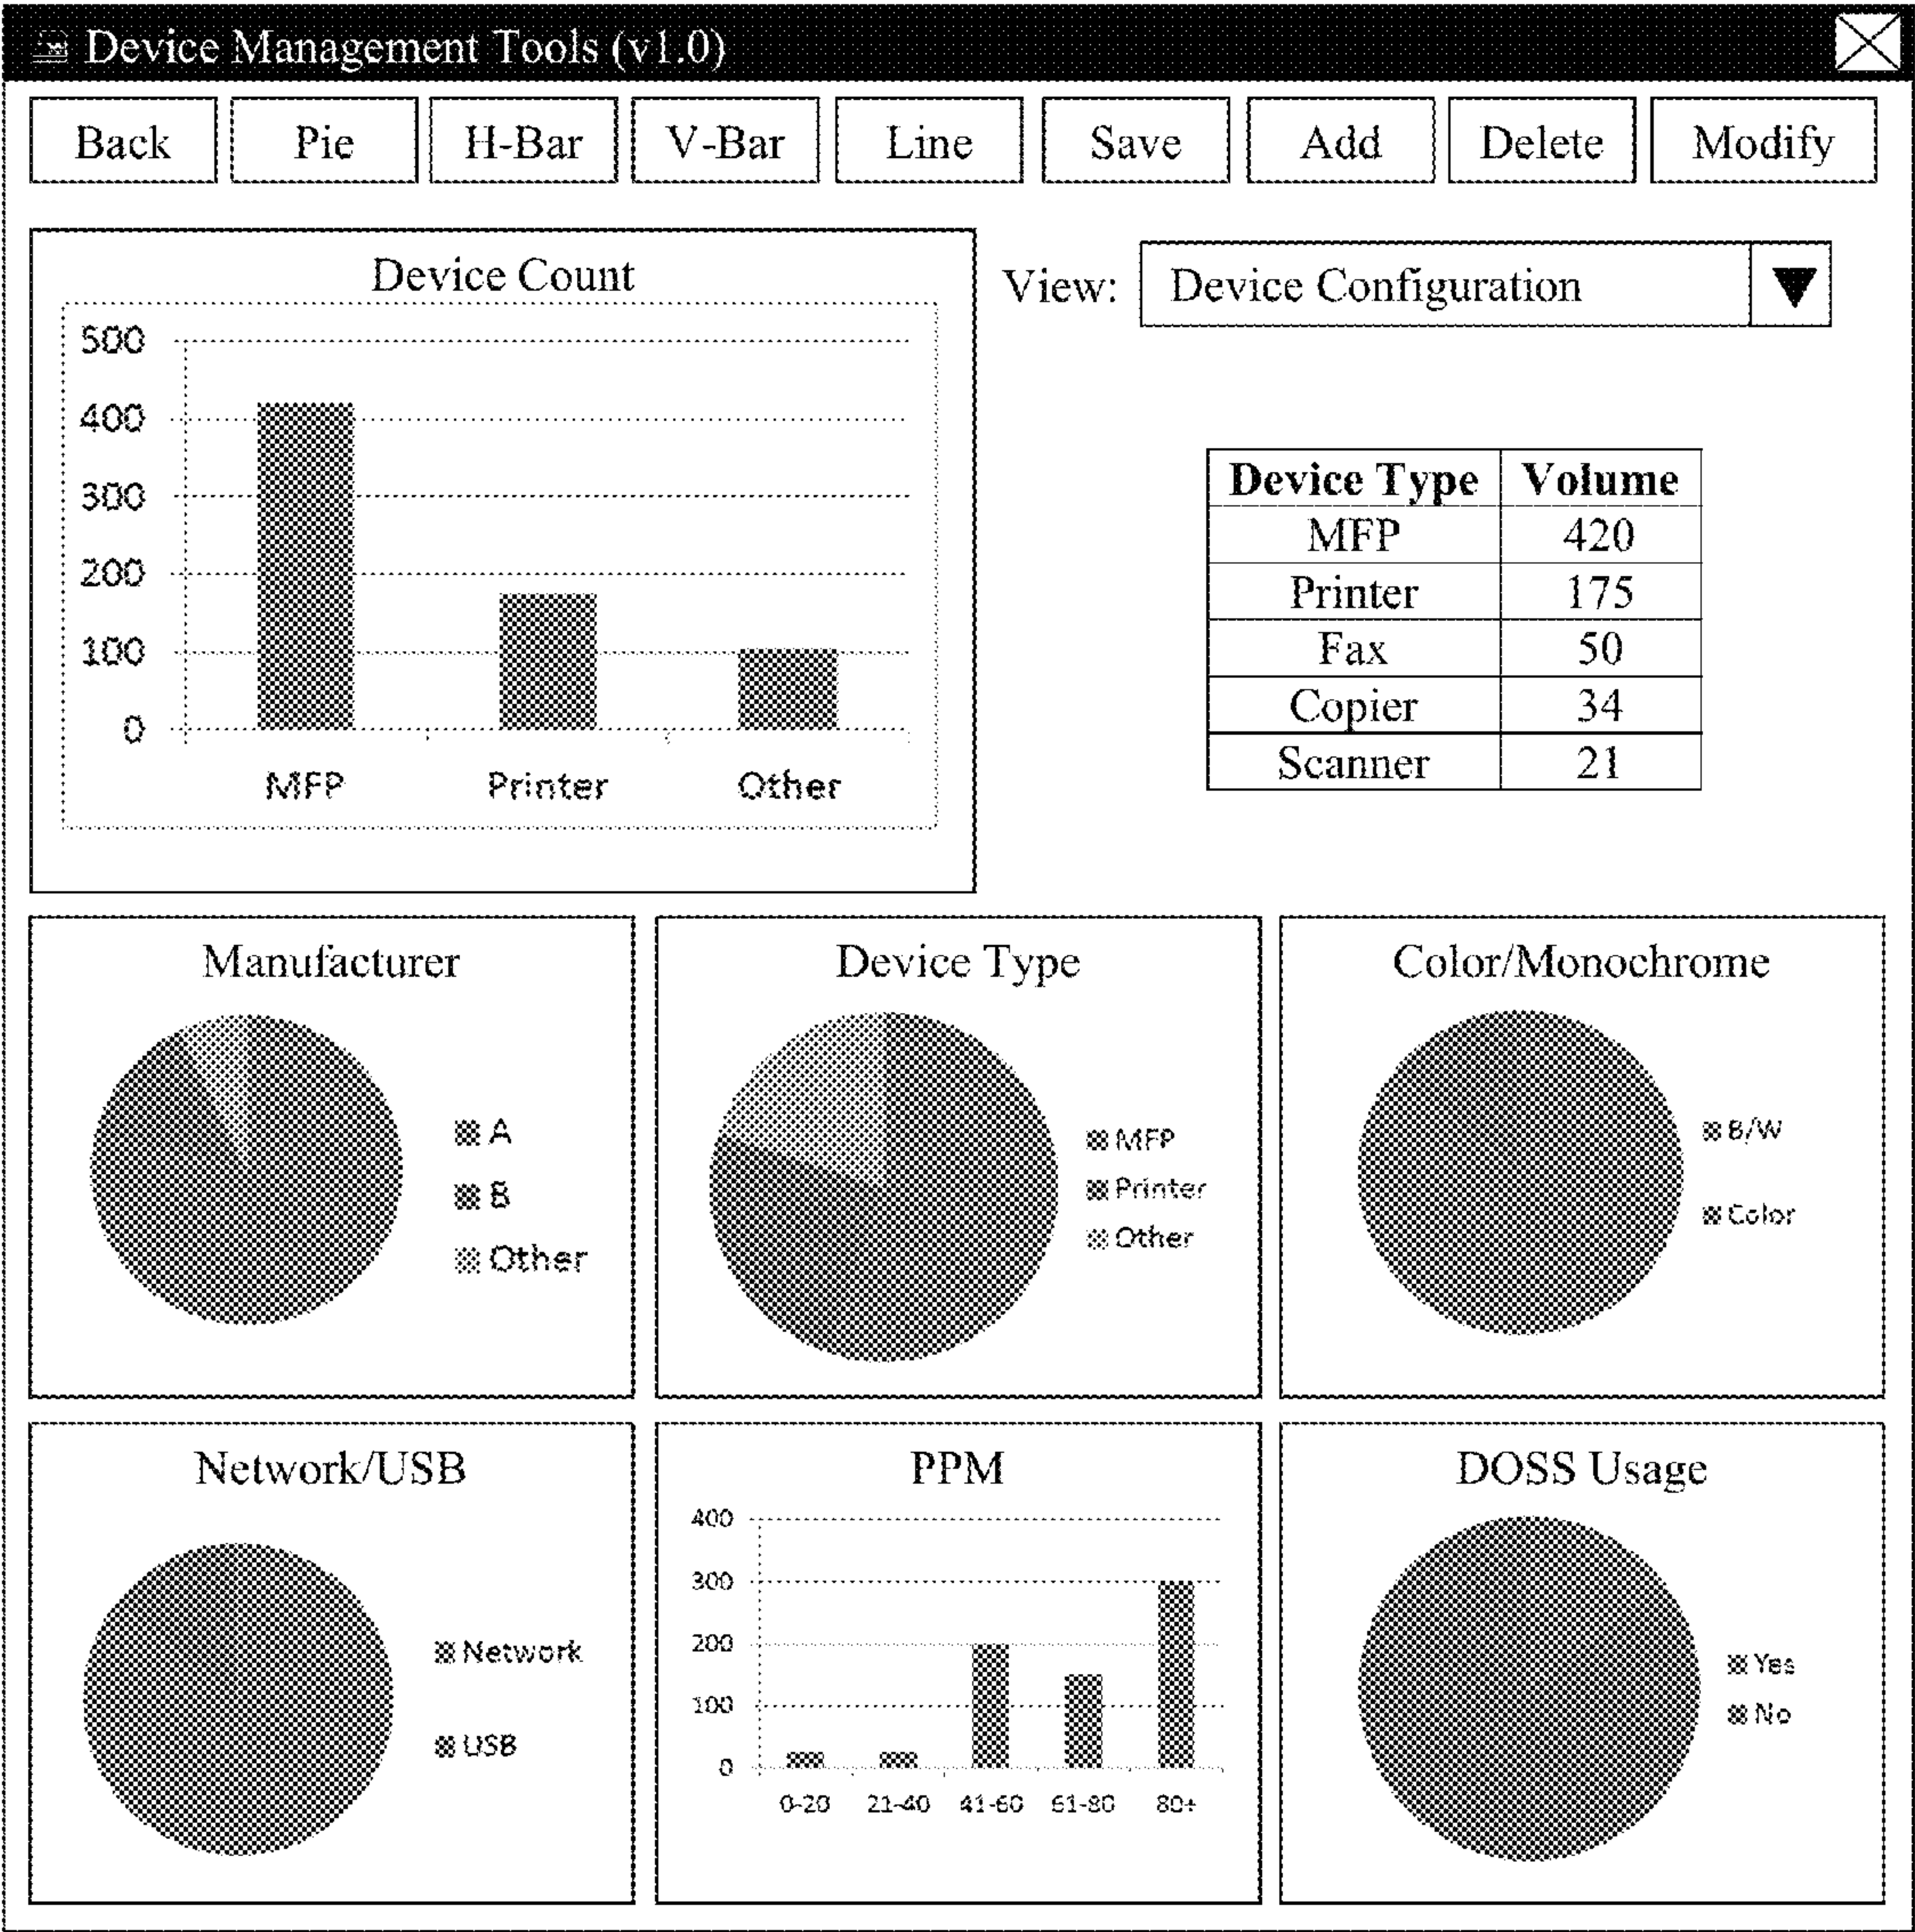 Device Management Tools (v1.0)
Back Pie H-Bar V-Bar Line Save Add Delete Modify
Device Count
500
400
300
200
100
0
MFP Printer Other
View: Device Configuration
Device Type Volume
MFP 420
Printer 175
Fax 50
Copier 34
Scanner 21
Manufacturer
A
B
Other
Device Type
MFP
Printer
Other
Color/Monochrome
B/W
Color
Network/USB
Network
USB
PPM
400
300
200
100
0
0-20 21-40 41-60 61-80 80+
DOSS Usage
Yes
No